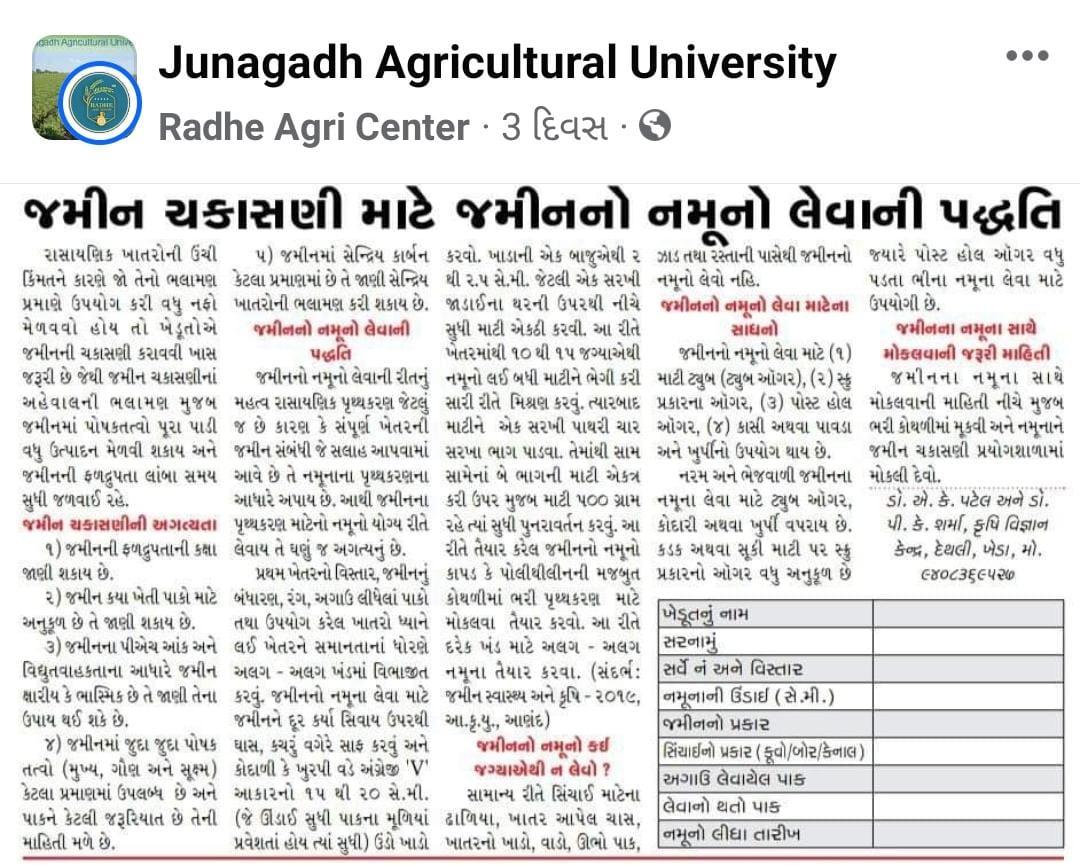 Junagadh Agricultural University
Radhe Agri Center · 3 દિવસ ·
જમીન ચકાસણી માટે જમીનનો નમૂનો લેવાની પદ્ધતિ
રાસાયણિક ખાતરોની ઉંચી
કિંમતને કારણે જો તેનો ભલામણ
પ્રમાણે ઉપયોગ કરી વધુ નફો
મેળવવો હોય તો ખેડૂતોએ
જમીનની ચકાસણી કરાવવી ખાસ
જરૂરી છે જેથી જમીન ચકાસણીનાં
અહેવાલની ભલામણ મુજબ
જમીનમાં પોષકતત્વો પૂરા પાડી
વધુ ઉત્પાદન મેળવી શકાય અને
જમીનની ફળદ્રુપતા લાંબા સમય
સુધી જળવાઈ રહે.
જમીન ચકાસણીની અગત્યતા
૧) જમીનની ફળદ્રુપતાની કક્ષા
જાણી શકાય છે.
૨) જમીન કયા ખેતી પાકો માટે
અનુકૂળ છે તે જાણી શકાય છે.
૩) જમીનના પીએચ આંક અને
વિદ્યુતવાહકતાના આધારે જમીન
ક્ષારીય કે ભાસ્મિક છે તે જાણી તેના
ઉપાય થઈ શકે છે.
૪) જમીનમાં જુદા જુદા પોષક
તત્વો (મુખ્ય, ગૌણ અને સૂક્ષ્મ)
કેટલા પ્રમાણમાં ઉપલબ્ધ છે અને
પાકને કેટલી જરૂરિયાત છે તેની
માહિતી મળે છે.
૫) જમીનમાં સેન્દ્રિય કાર્બન
કેટલા પ્રમાણમાં છે તે જાણી સેન્દ્રિય
ખાતરોની ભલામણ કરી શકાય છે.
જમીનનો નમૂનો લેવાની
પદ્ધતિ
જમીનનો નમૂનો લેવાની રીતનું
મહત્વ રાસાયણિક પૃથ્થકરણ જેટલું
જ છે કારણ કે સંપૂર્ણ ખેતરની
જમીન સંબંધી જે સલાહ આપવામાં
આવે છે તે નમૂનાના પૃથ્થકરણના
આધારે અપાય છે. આથી જમીનના
પૃથ્થકરણ માટેનો નમૂનો યોગ્ય રીતે
લેવાય તે ઘણું જ અગત્યનું છે.
પ્રથમ ખેતરનો વિસ્તાર, જમીનનું
બંધારણ, રંગ, અગાઉ લીધેલાં પાકો
તથા ઉપયોગ કરેલ ખાતરો ધ્યાને
લઈ ખેતરને સમાનતાનાં ધોરણે
અલગ - અલગ ખંડમાં વિભાજીત
કરવું. જમીનનો નમૂના લેવા માટે
જમીનને દૂર કર્યા સિવાય ઉપરથી
ઘાસ, કચરું વગેરે સાફ કરવું અને
કોદાળી કે ખુરપી વડે અંગ્રેજી 'V'
આકારનો ૧૫ થી ૨૦ સે.મી.
(જે ઊંડાઈ સુધી પાકના મૂળિયાં
પ્રવેશતાં હોય ત્યાં સુધી) ઉંડો ખાડો
કરવો. ખાડાની એક બાજુએથી ૨
થી ૨.૫ સે.મી. જેટલી એક સરખી
જાડાઈના થરની ઉપરથી નીચે
સુધી માટી એકઠી કરવી. આ રીતે
ખેતરમાંથી ૧૦ થી ૧૫ જગ્યાએથી
નમૂનો લઈ બધી માટીને ભેગી કરી
સારી રીતે મિશ્રણ કરવું. ત્યારબાદ
માટીને એક સરખી પાથરી ચાર
સરખા ભાગ પાડવા. તેમાંથી સામ
સામેનાં બે ભાગની માટી એકત્ર
કરી ઉપર મુજબ માટી ૫૦૦ ગ્રામ
રહે ત્યાં સુધી પુનરાવર્તન કરવું. આ
રીતે તૈયાર કરેલ જમીનનો નમૂનો
કાપડ કે પોલીથીલીનની મજબુત
કોથળીમાં ભરી પૃથ્થકરણ માટે
મોકલવા તૈયાર કરવો. આ રીતે
દરેક ખંડ માટે અલગ - અલગ
નમૂના તૈયાર કરવા. (સંદર્ભ:
જમીન સ્વાસ્થ્ય અને કૃષિ - ૨૦૧૯,
આ.કૃ.યુ., આણંદ)
જમીનનો નમૂનો કઈ
જગ્યાએથી ન લેવો ?
સામાન્ય રીતે સિંચાઈ માટેના
ઢાળિયા, ખાતર આપેલ ચાસ,
ખાતરનો ખાડો, વાડો, ઊભો પાક,
ઝાડ તથા રસ્તાની પાસેથી જમીનનો
નમૂનો લેવો નહિ.
જમીનનો નમૂનો લેવા માટેના
સાધનો
જમીનનો નમૂનો લેવા માટે (૧)
માટી ટ્યુબ (ટ્યુબ ઓગર), (૨) સ્ક્રુ
પ્રકારના ઓગર, (૩) પોસ્ટ હોલ
ઓગર, (૪) કાસી અથવા પાવડા
અને ખુર્પીનો ઉપયોગ થાય છે.
નરમ અને ભેજવાળી જમીનના
નમૂના લેવા માટે ટ્યુબ ઓગર,
કોદારી અથવા ખુર્પી વપરાય છે.
કડક અથવા સૂકી માટી પર સ્ક્રુ
પ્રકારનો ઓગર વધુ અનુકૂળ છે
જ્યારે પોસ્ટ હોલ ઓગર વધુ
પડતા ભીના નમૂના લેવા માટે
ઉપયોગી છે.
જમીનના નમૂના સાથે
મોકલવાની જરૂરી માહિતી
જમીનના નમૂના સાથે
મોકલવાની માહિતી નીચે મુજબ
ભરી કોથળીમાં મૂકવી અને નમૂનાને
જમીન ચકાસણી પ્રયોગશાળામાં
મોકલી દેવો.
ડો. એ. કે. પટેલ અને ડો.
પી. કે. શર્મા, કૃષિ વિજ્ઞાન
કેન્દ્ર, દેથલી, ખેડા, મો.
૯૪૦૮૩૬૯૫૨૭
ખેડૂતનું નામ
સરનામું
સર્વે નં અને વિસ્તાર
નમૂનાની ઉંડાઈ (સે.મી.)
જમીનનો પ્રકાર
સિંચાઈનો પ્રકાર (કૂવો/બોર/કેનાલ)
અગાઉ લેવાયેલ પાક
લેવાનો થતો પાક
નમૂનો લીધા તારીખ